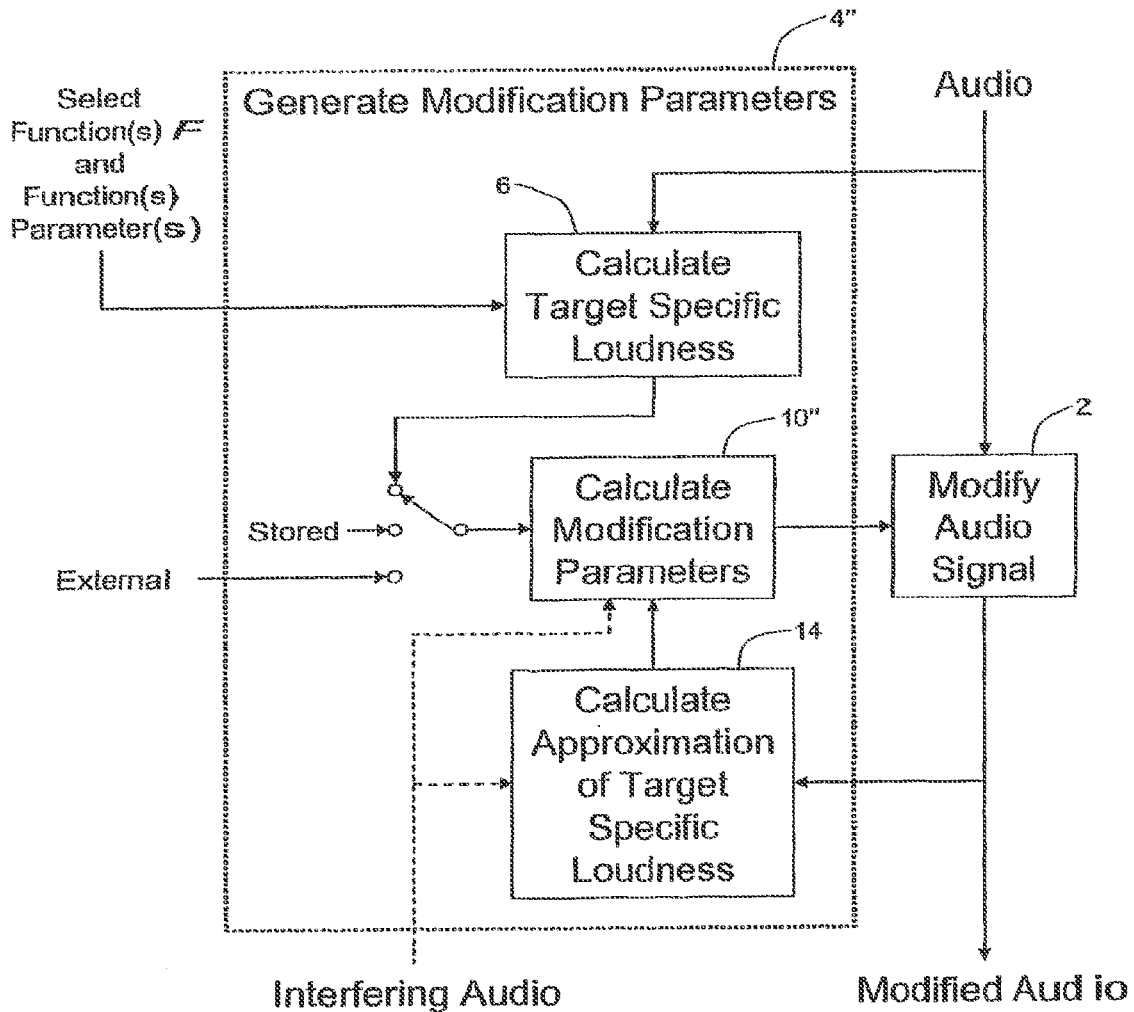 4"
Select
Function(s) F
and
Function(s)
Parameter(s)
Generate Modification Parameters
Audio
6
Calculate
Target Specific
Loudness
10"
2
Calculate
Modification
Parameters
Modify
Audio
Signal
Stored
External
14
Calculate
Approximation
of Target
Specific
Loudness
Interfering Audio
Modified Aud io